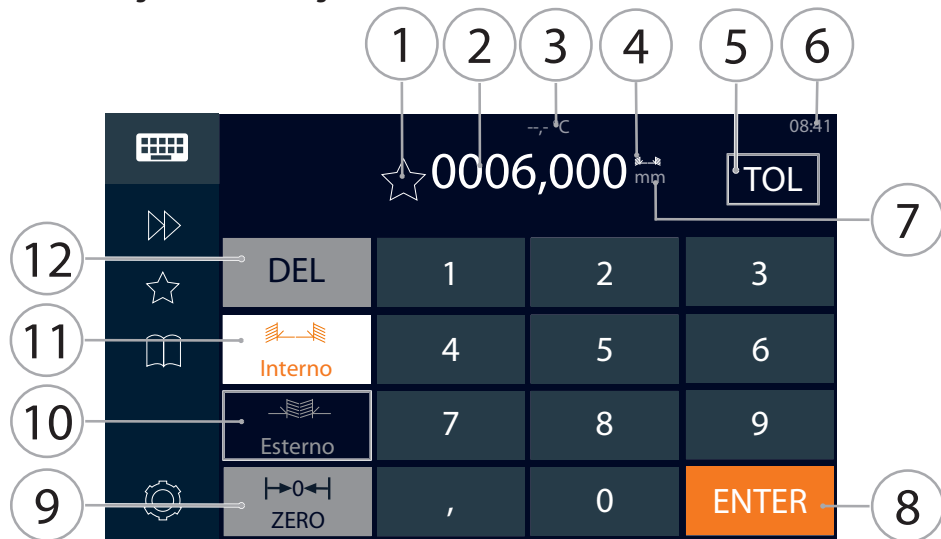 1 2 3 4 5 6
--,- °C 08:41
0006,000 mm TOL
7
12 DEL 1 2 3
11 Interno 4 5 6
10 Esterno 7 8 9
9 0 ZERO , 0 ENTER 8